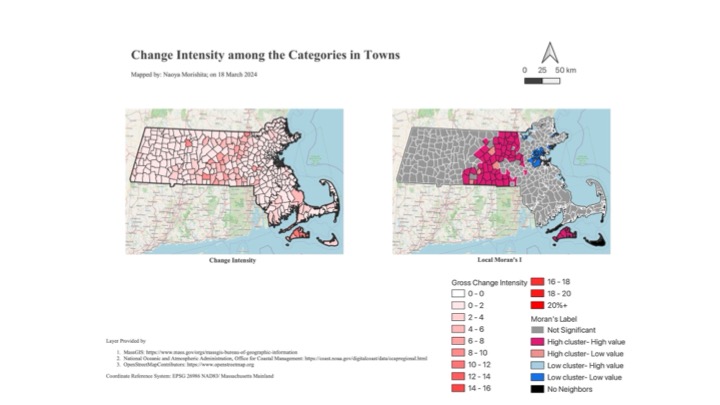 Change Intensity among the Categories in Towns
Mapped by: Naoya Morishita; on 18 March 2024
0 25 50 km
Change Intensity
Local Moran's I
Gross Change Intensity
0 - 0
0 - 2
2 - 4
4 - 6
6 - 8
8 - 10
10 - 12
12 - 14
14 - 16
16 - 18
18 - 20
20%+
Moran's Label
Not Significant
High cluster- High value
High cluster- Low value
Low cluster- High value
Low cluster- Low value
No Neighbors
Layer Provided by
1. MassGIS: https://www.mass.gov/orgs/massgis-bureau-of-geographic-information
2. National Oceanic and Atmospheric Administration, Office for Coastal Management: https://coast.noaa.gov/digitalcoast/data/ccapregional.html
3. OpenStreetMapContributors: https://www.openstreetmap.org
Coordinate Reference System: EPSG 26986 NAD83/ Massachusetts Mainland